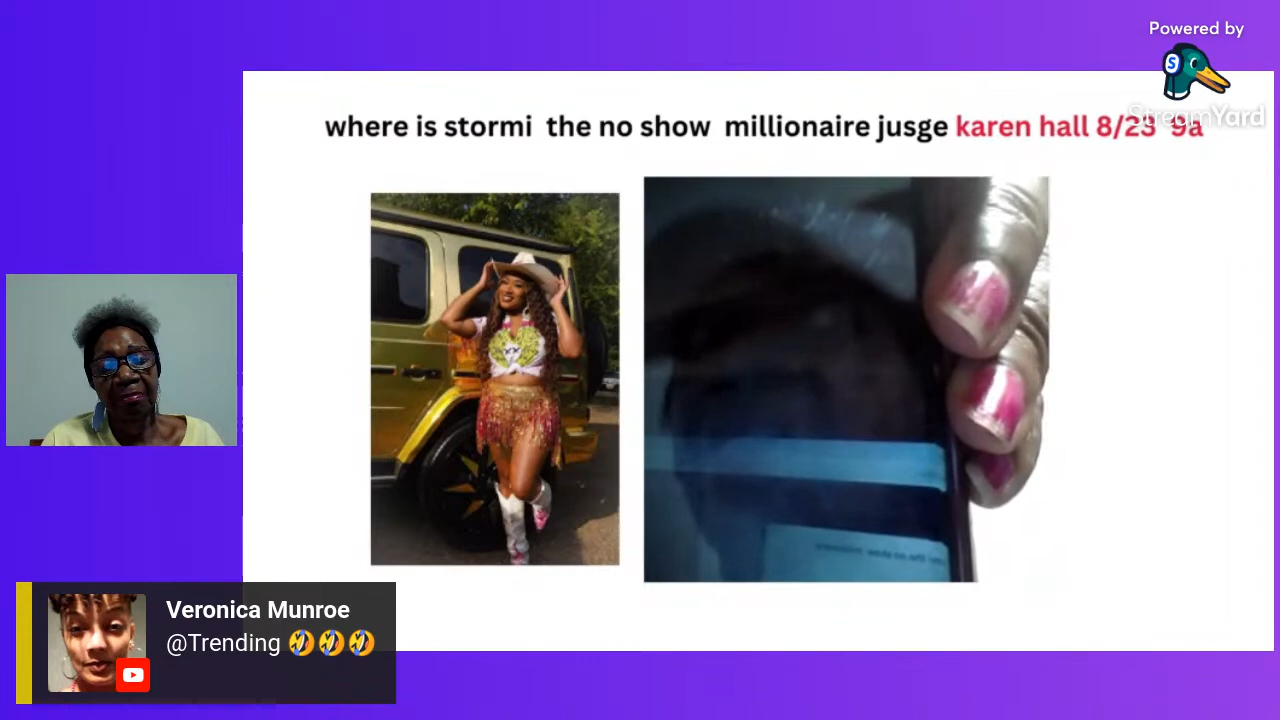 Powered by
StreamYard
where is stormi the no show millionaire jusge karen hall 8/23 9a
Veronica Munroe
@Trending 🤣🤣🤣